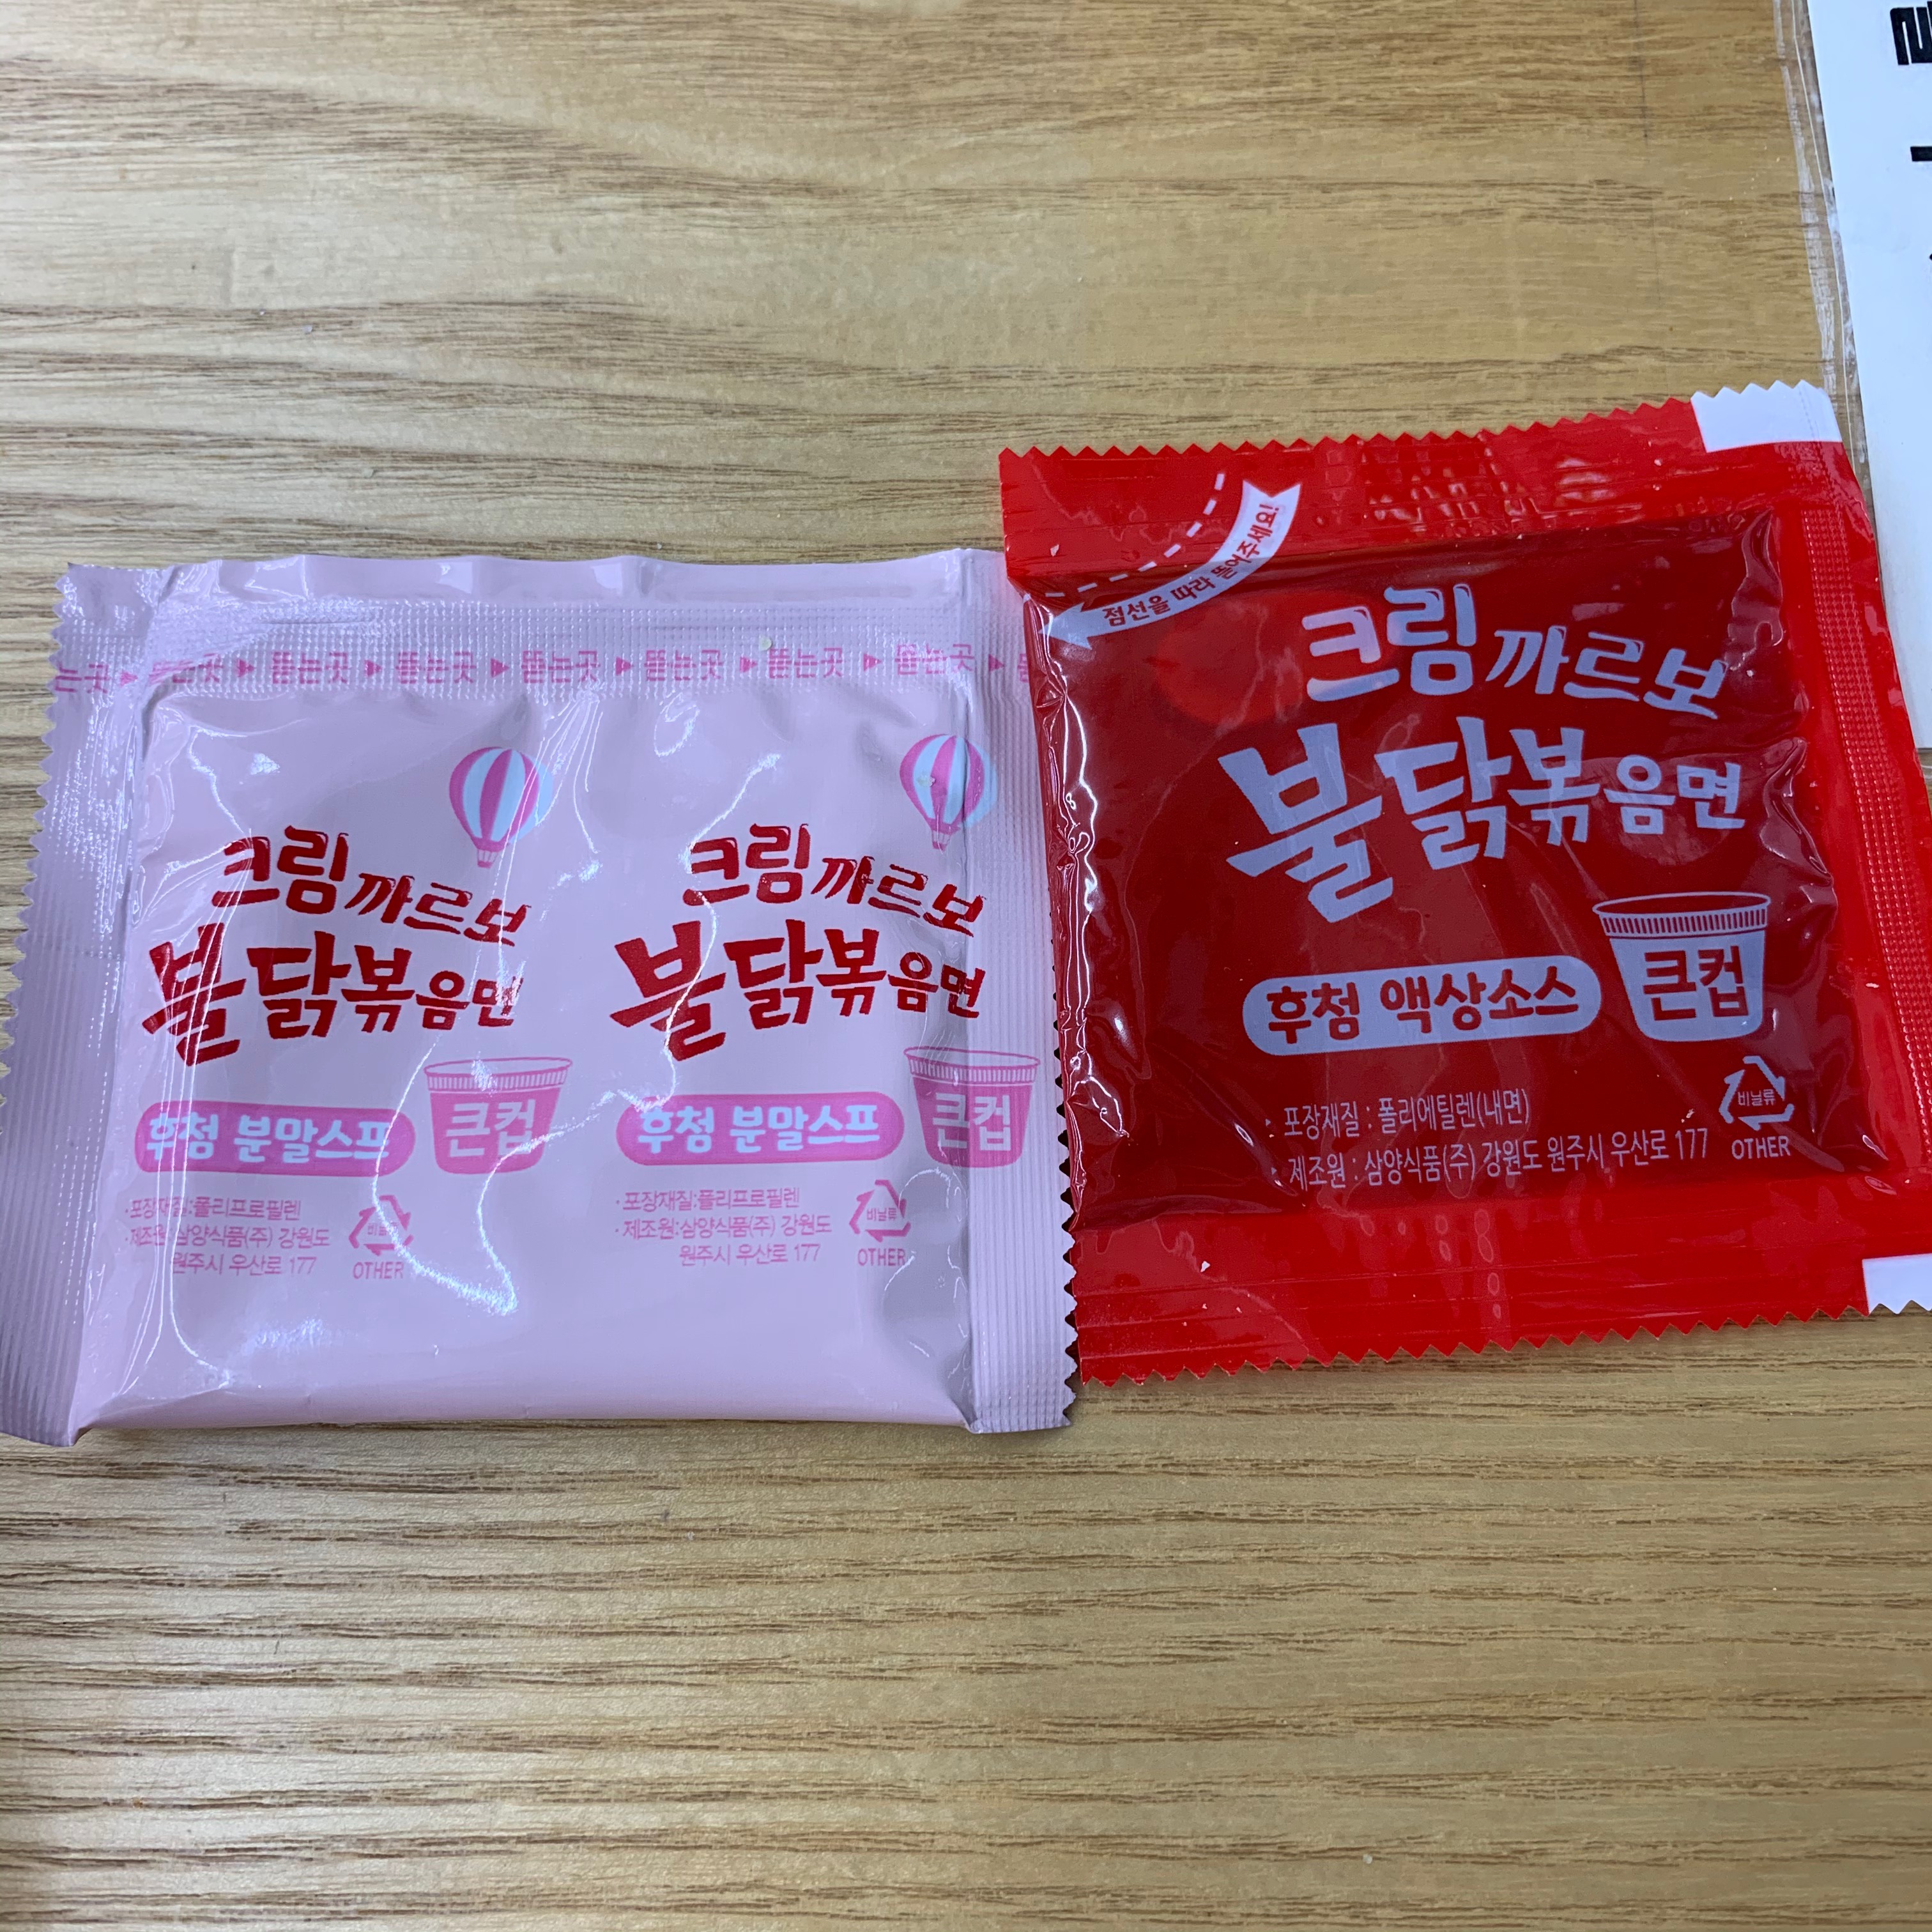 뜯는곳 ▶ 뜯는곳 ▶ 뜯는곳 ▶ 뜯는곳 ▶ 뜯는곳 ▶ 뜯는곳 ▶
크림까르보
불닭볶음면
후첨 분말스프
큰컵
· 포장재질:폴리프로필렌
· 제조원:삼양식품(주) 강원도
원주시 우산로 177
비닐류
OTHER
크림까르보
불닭볶음면
후첨 분말스프
큰컵
· 포장재질:폴리프로필렌
· 제조원:삼양식품(주) 강원도
원주시 우산로 177
비닐류
OTHER
점선을 따라 뜯어주세요!
크림까르보
불닭볶음면
후첨 액상소스
큰컵
포장재질 : 폴리에틸렌(내면)
제조원 : 삼양식품(주) 강원도 원주시 우산로 177
비닐류
OTHER